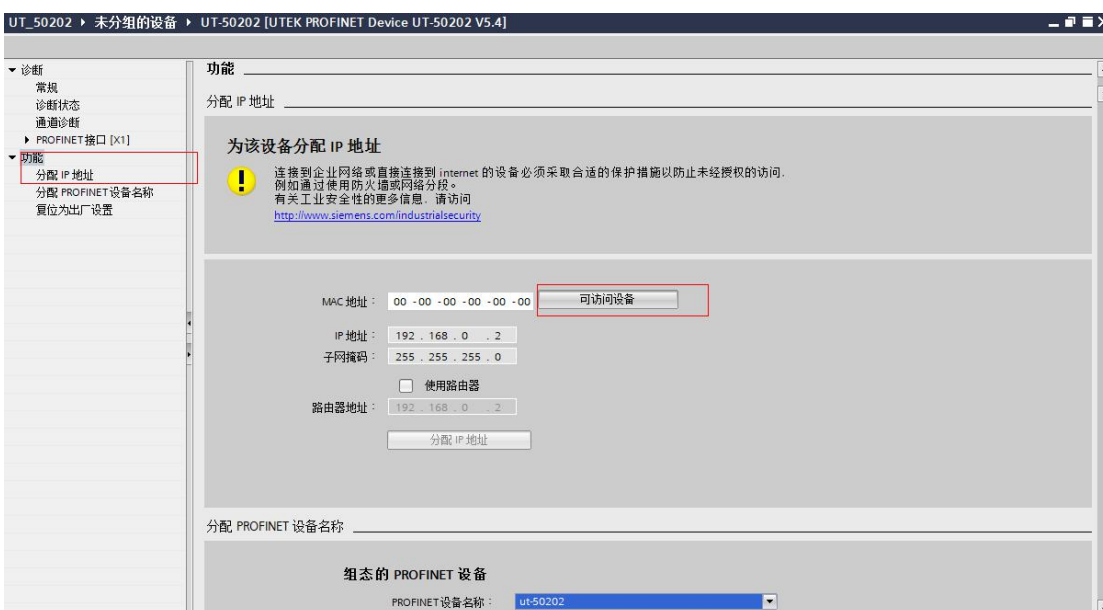 UT_50202 ▸ 未分组的设备 ▸ UT-50202 [UTEK PROFINET Device UT-50202 V5.4]
诊断
常规
诊断状态
通道诊断
PROFINET接口 [X1]
功能
分配 IP 地址
分配 PROFINET设备名称
复位为出厂设置
功能
分配 IP 地址
为该设备分配 IP 地址
连接到企业网络或直接连接到 internet 的设备必须采取合适的保护措施以防止未经授权的访问.
例如通过使用防火墙或网络分段。
有关工业安全性的更多信息. 请访问
http://www.siemens.com/industrialsecurity
MAC 地址： 00 -00 -00 -00 -00 -00 可访问设备
IP 地址： 192 . 168 . 0 . 2
子网掩码： 255 . 255 . 255 . 0
使用路由器
路由器地址： 192 . 168 . 0 . 2
分配 IP 地址
分配 PROFINET 设备名称
组态的 PROFINET 设备
PROFINET设备名称： ut-50202